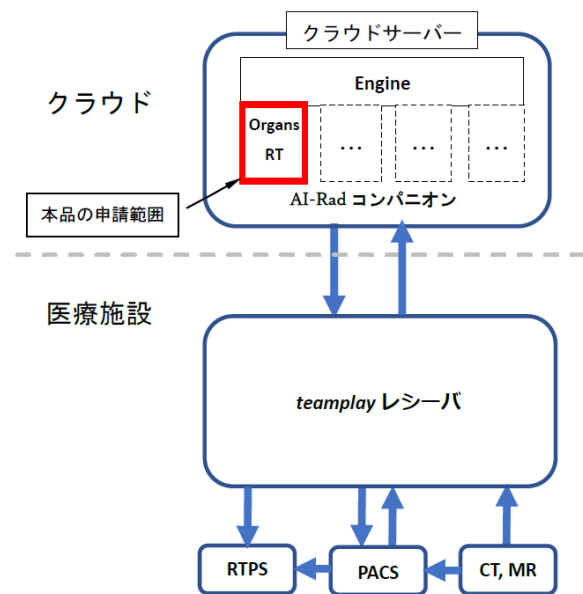 クラウドサーバー
クラウド
Engine
Organs
RT
...
...
...
本品の申請範囲
AI-Rad コンパニオン
医療施設
teamplay レシーバ
RTPS
PACS
CT, MR